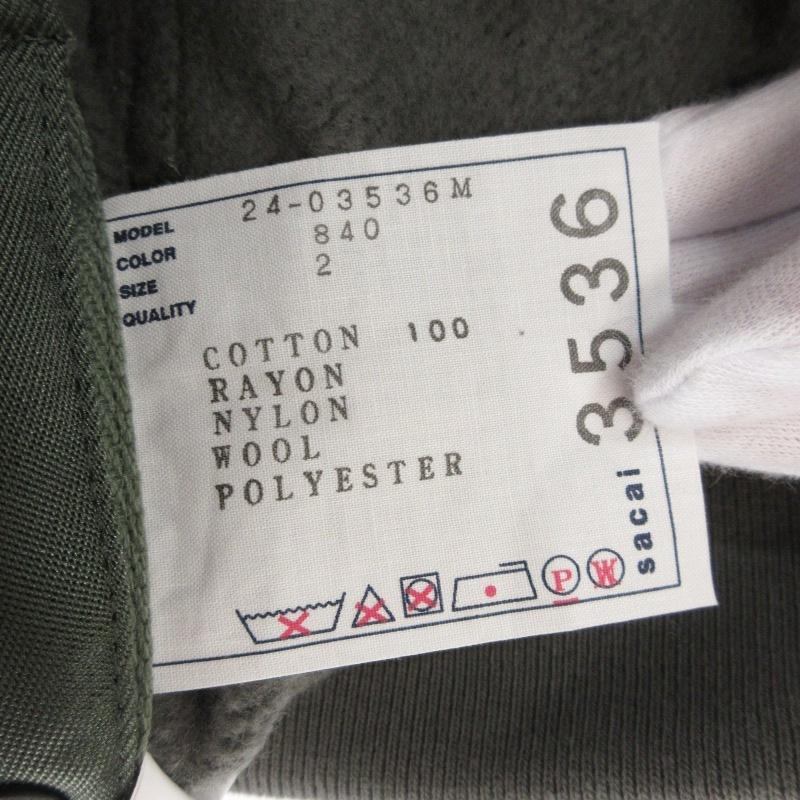 MODEL 24-03536M
COLOR 840
SIZE 2
QUALITY
COTTON 100
RAYON
NYLON
WOOL
POLYESTER
P W
sacai 3536